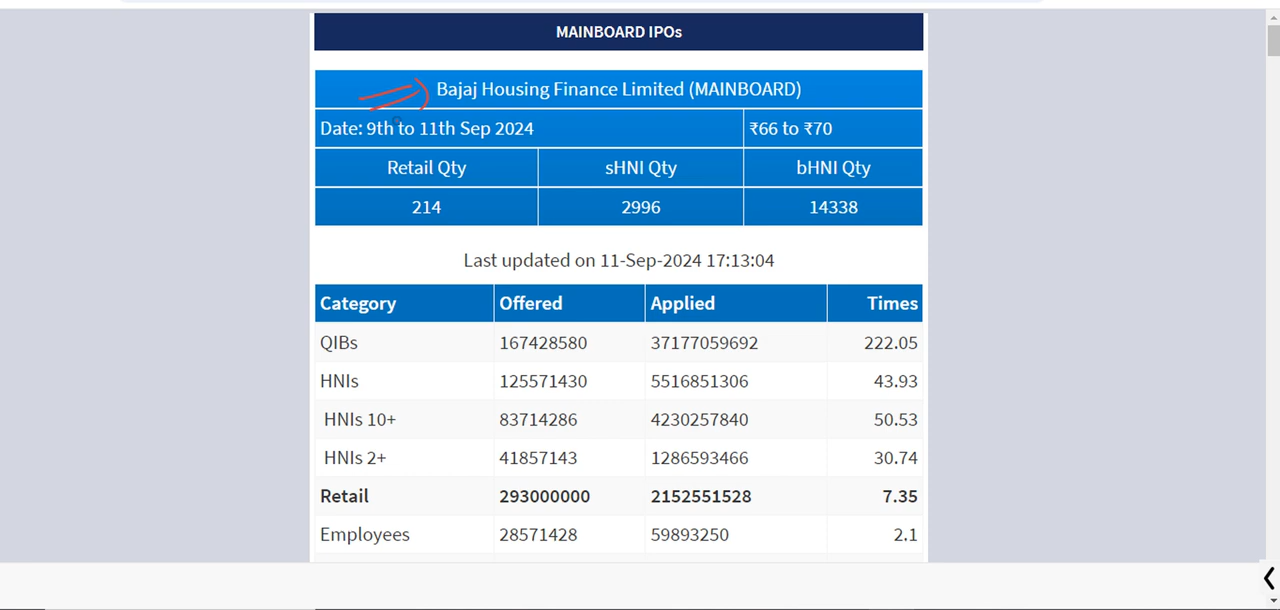 MAINBOARD IPOs
Bajaj Housing Finance Limited (MAINBOARD)
Date: 9th to 11th Sep 2024 ₹66 to ₹70
Retail Qty sHNI Qty bHNI Qty
214 2996 14338
Last updated on 11-Sep-2024 17:13:04
Category Offered Applied Times
QIBs 167428580 37177059692 222.05
HNIs 125571430 5516851306 43.93
HNIs 10+ 83714286 4230257840 50.53
HNIs 2+ 41857143 1286593466 30.74
Retail 293000000 2152551528 7.35
Employees 28571428 59893250 2.1